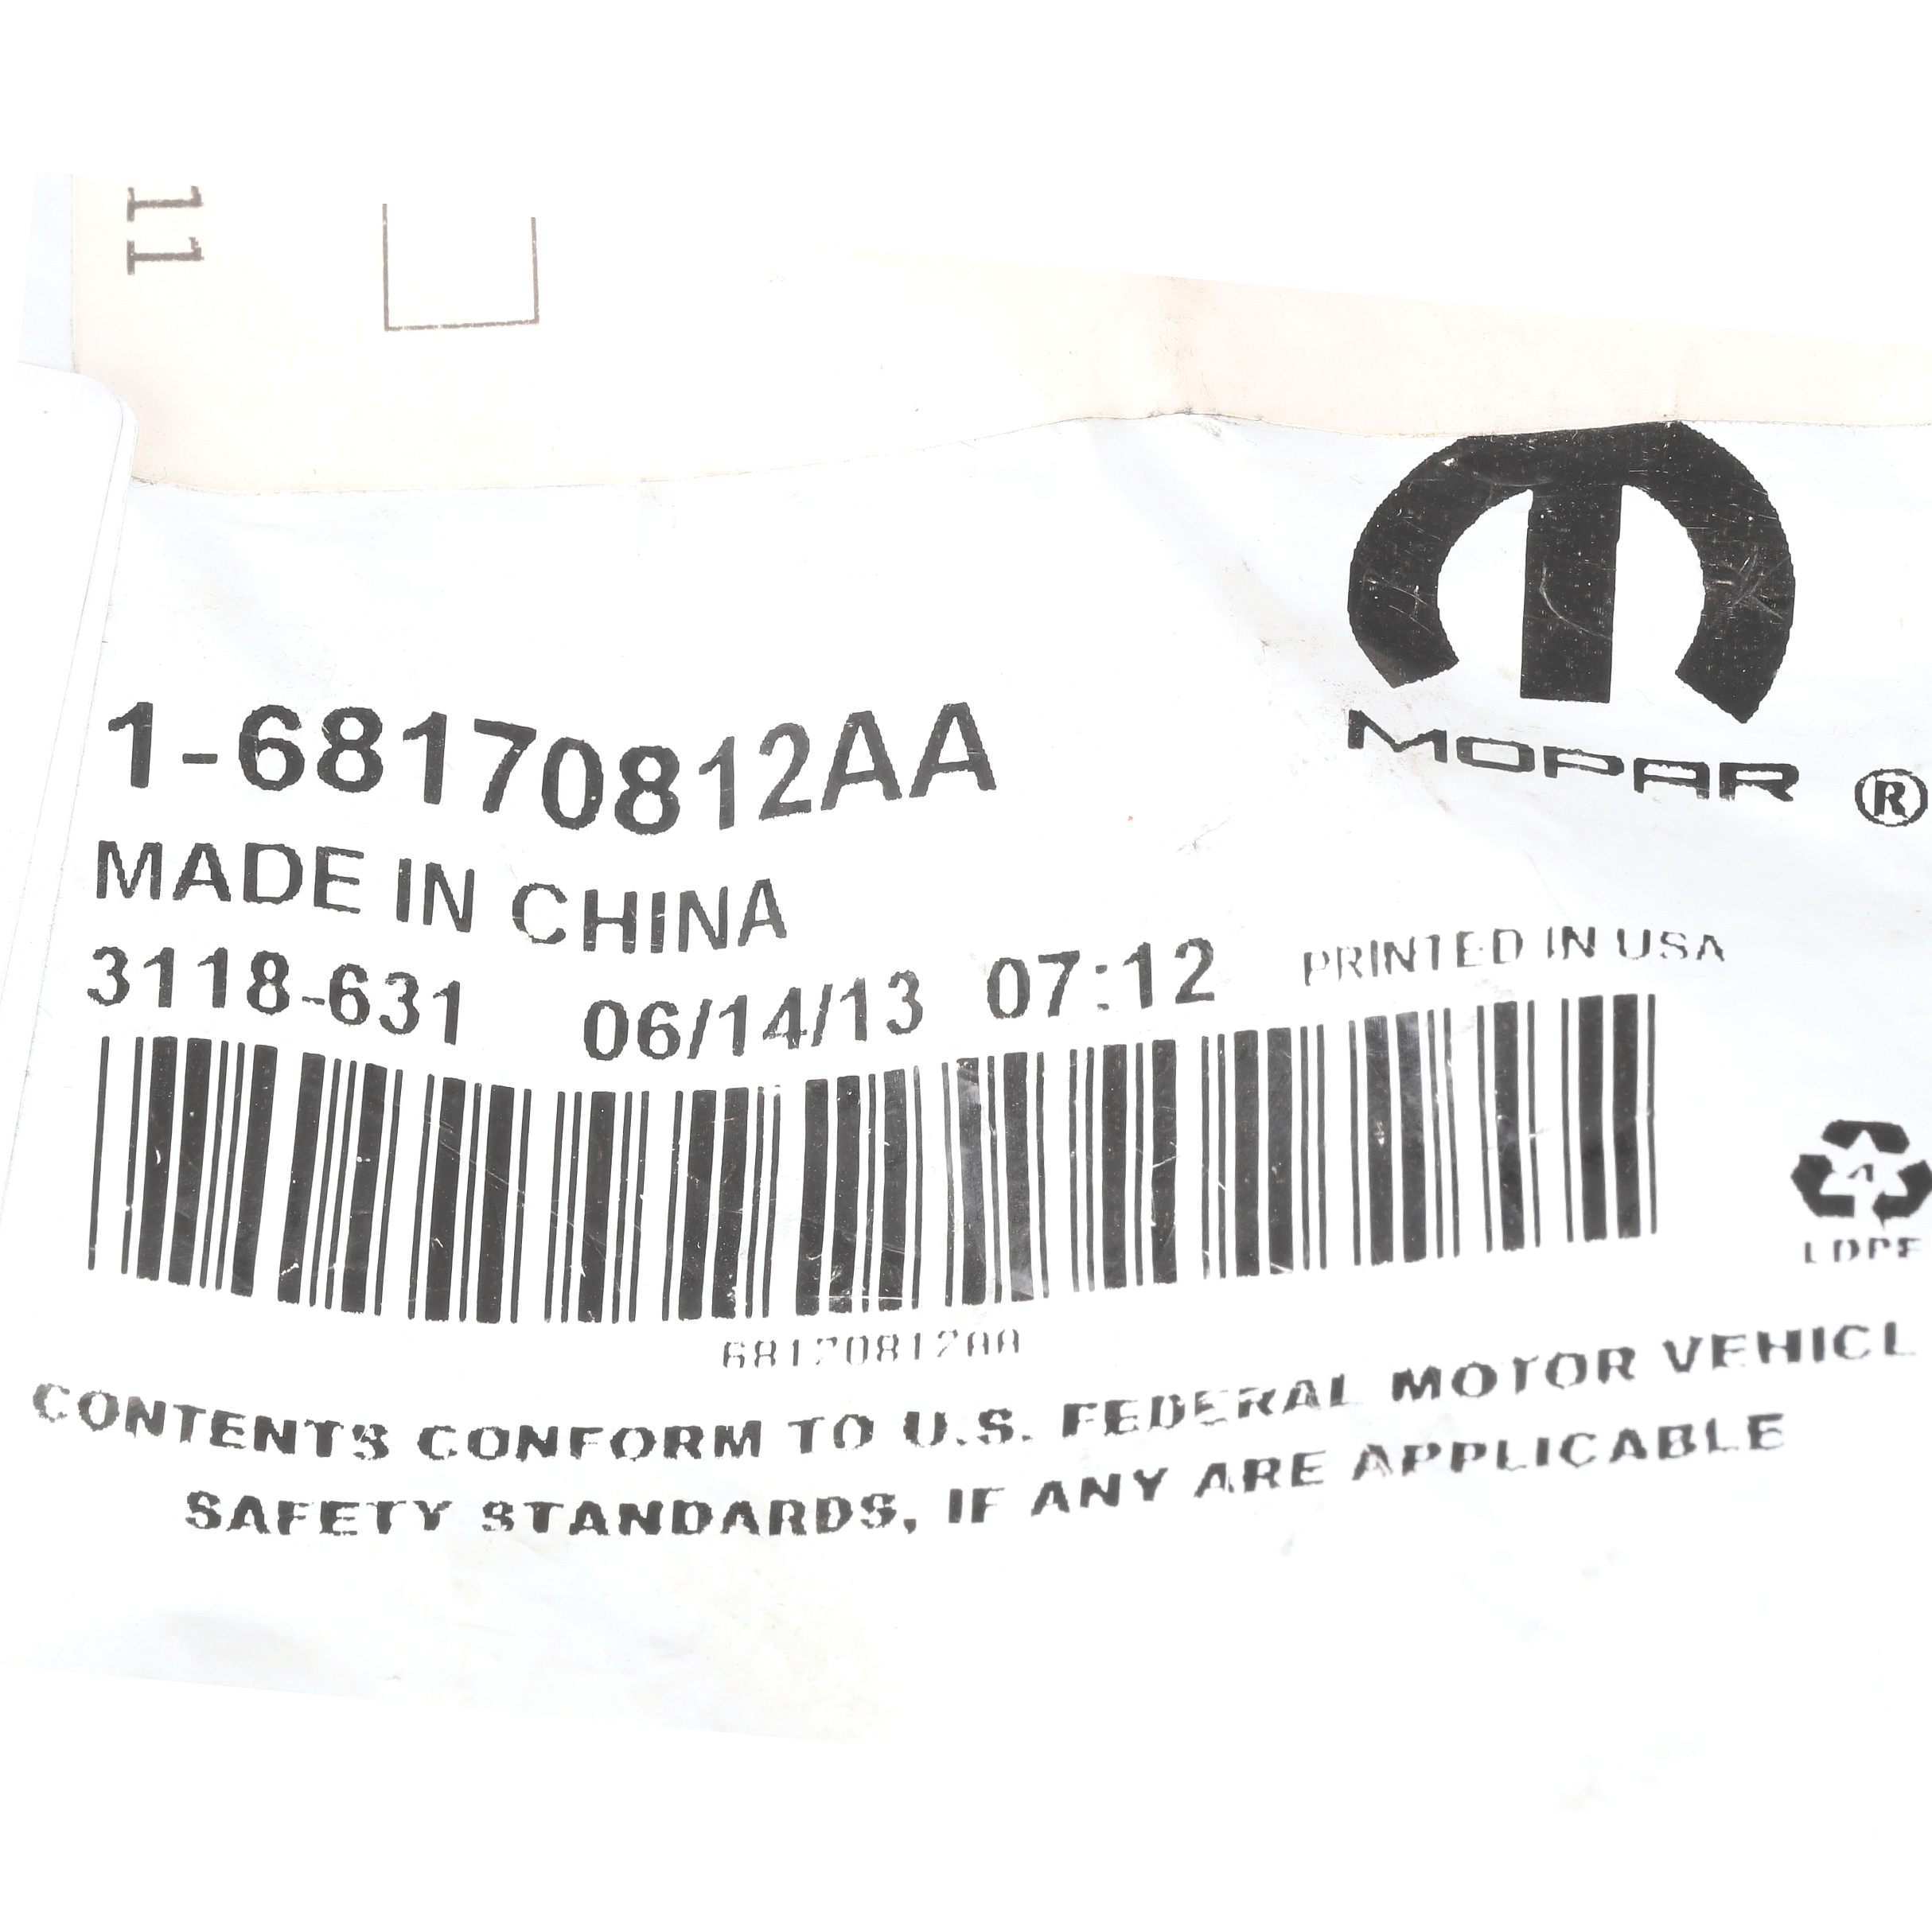 11
MOPAR ®
1-68170812AA
MADE IN CHINA
3118-631 06/14/13 07:12 PRINTED IN USA
4
LDPE
68170812AA
CONTENTS CONFORM TO U.S. FEDERAL MOTOR VEHICL
SAFETY STANDARDS, IF ANY ARE APPLICABLE